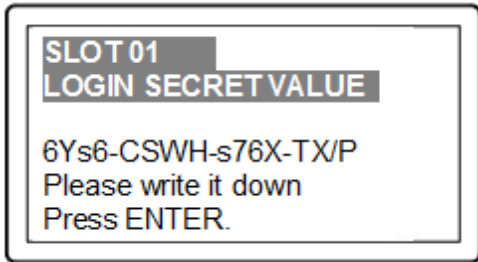 SLOT 01
LOGIN SECRET VALUE
6Ys6-CSWH-s76X-TX/P
Please write it down
Press ENTER.